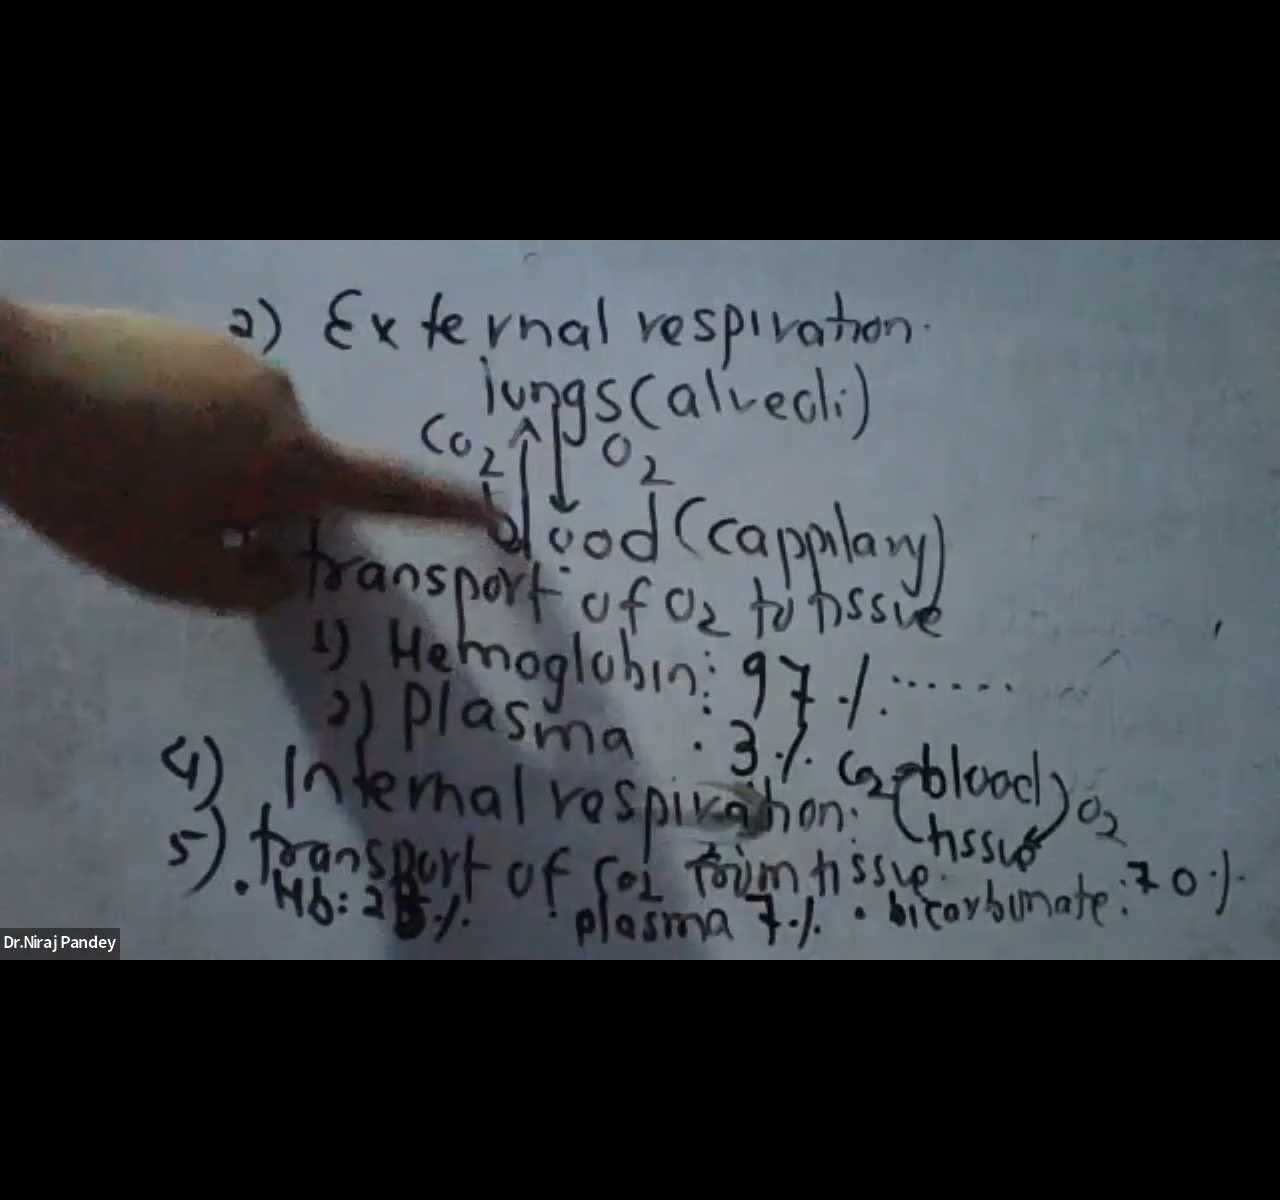 2) External respiration.
lungs (alveoli)
CO2 O2
blood (cappilary)
transport of O2 to tissue
1) Hemoglobin: 97 %......
2) Plasma : 3 %.
4) Internal respiration: CO2 (blood) O2
tissue
5) transport of CO2 from tissue.
• Hb: 23 % • plasma 7 % • bicarbonate: 70 %
Dr.Niraj Pandey